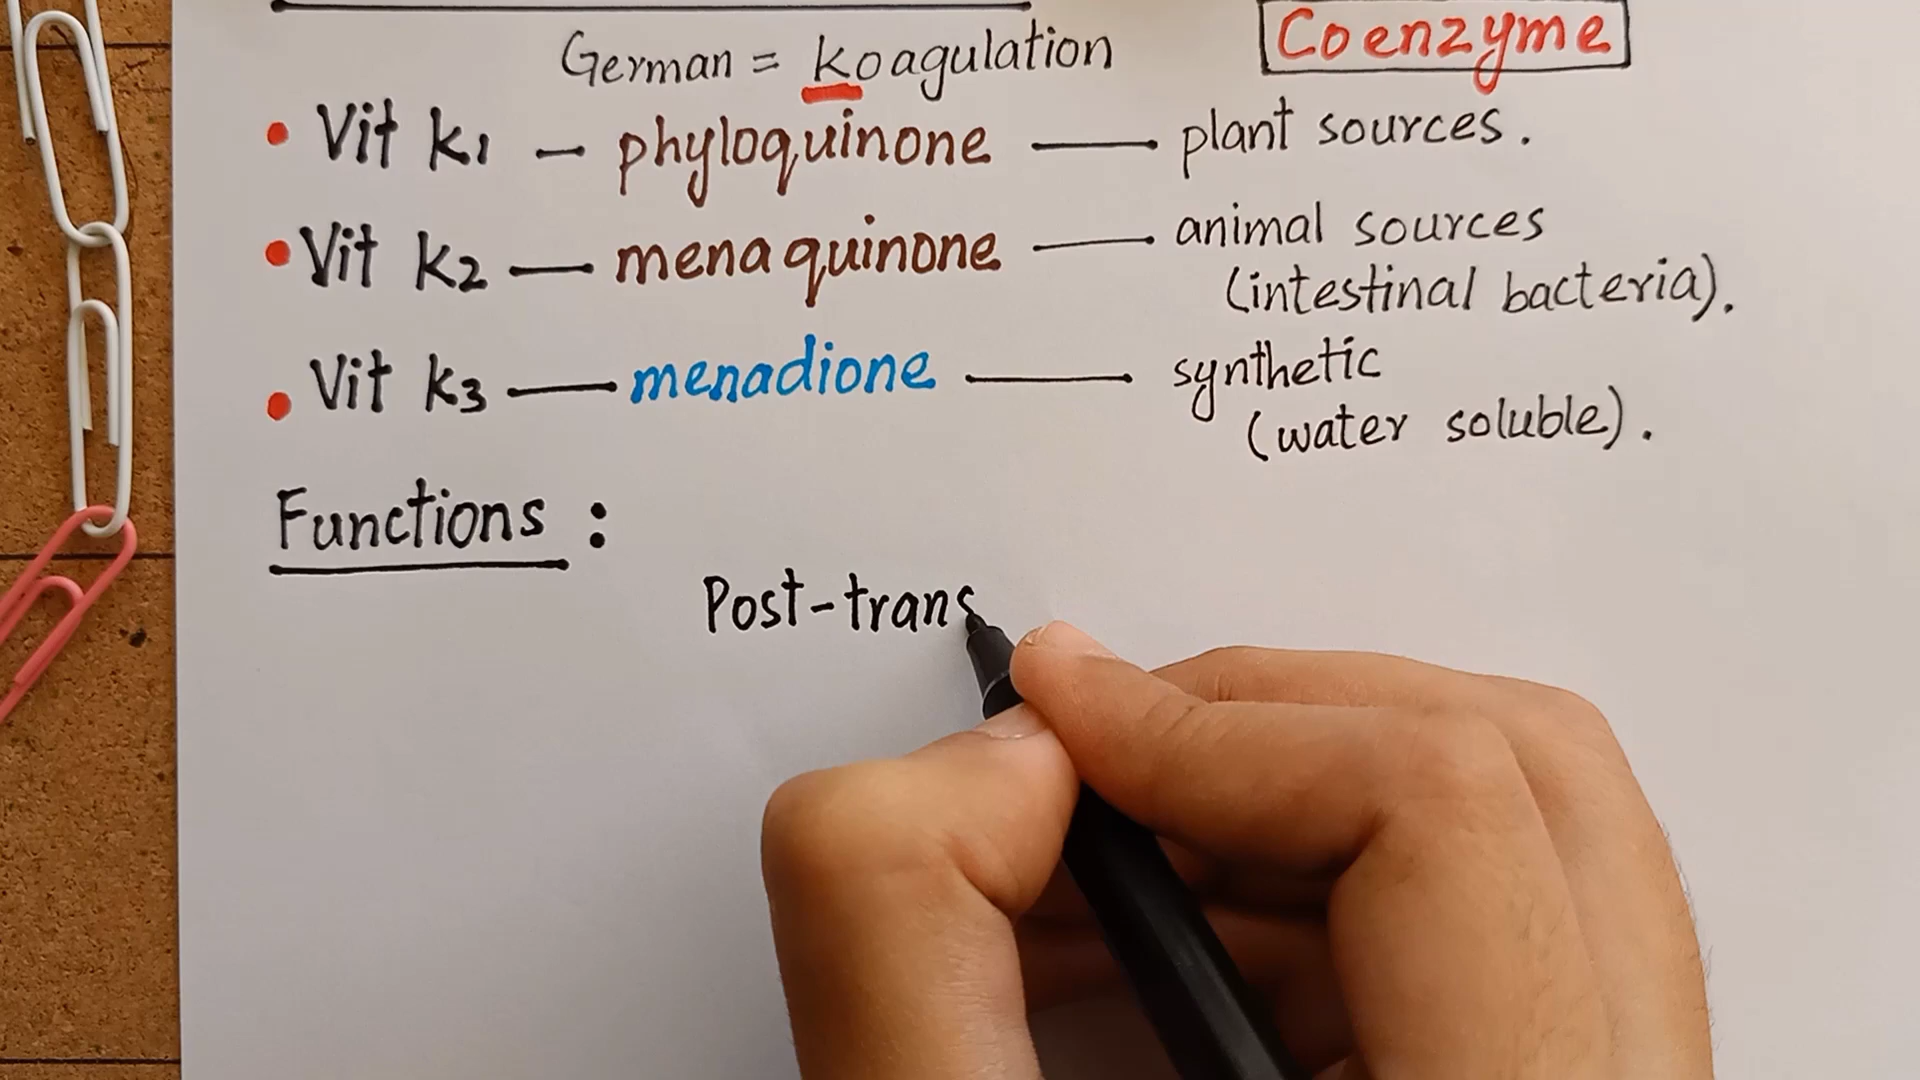 German = koagulation
Coenzyme
• Vit k1 — phyloquinone — plant sources.
• Vit k2 — menaquinone — animal sources
(intestinal bacteria).
• Vit k3 — menadione — synthetic
(water soluble).
Functions :
Post-trans